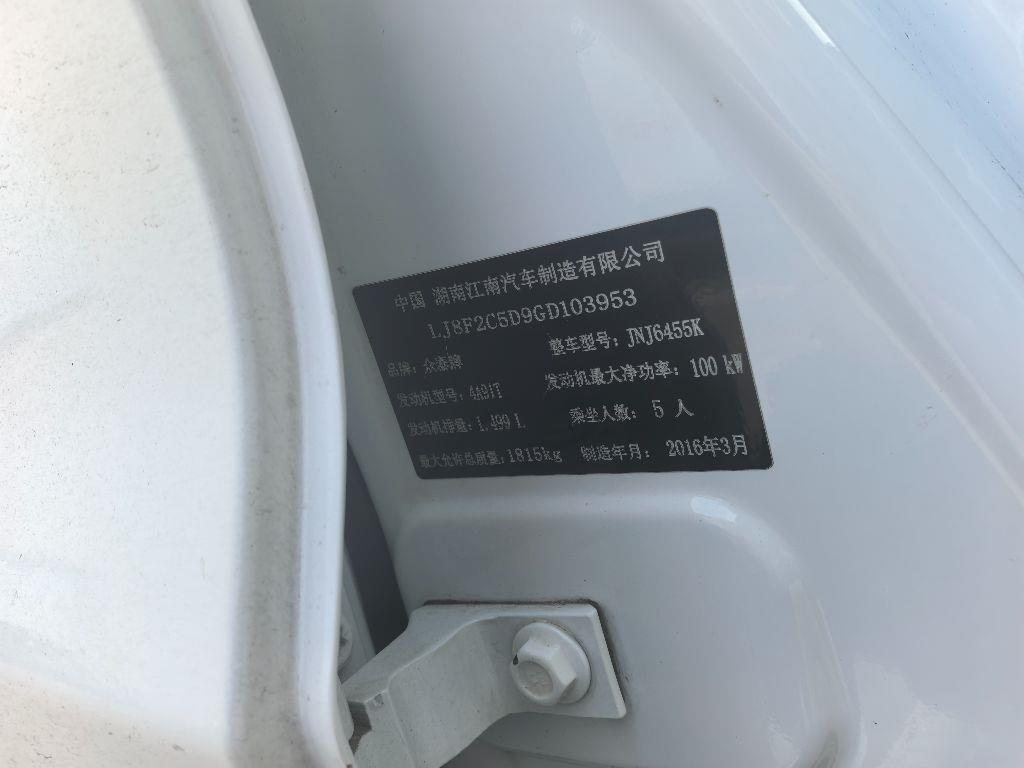 中国 湖南江南汽车制造有限公司
LJ8F2C5D9GD103953
品牌：众泰牌 整车型号：JNJ6455K
发动机型号：4A91T 发动机最大净功率：100 kW
发动机排量：1.499 L 乘坐人数：5 人
最大允许总质量：1815kg 制造年月：2016年3月